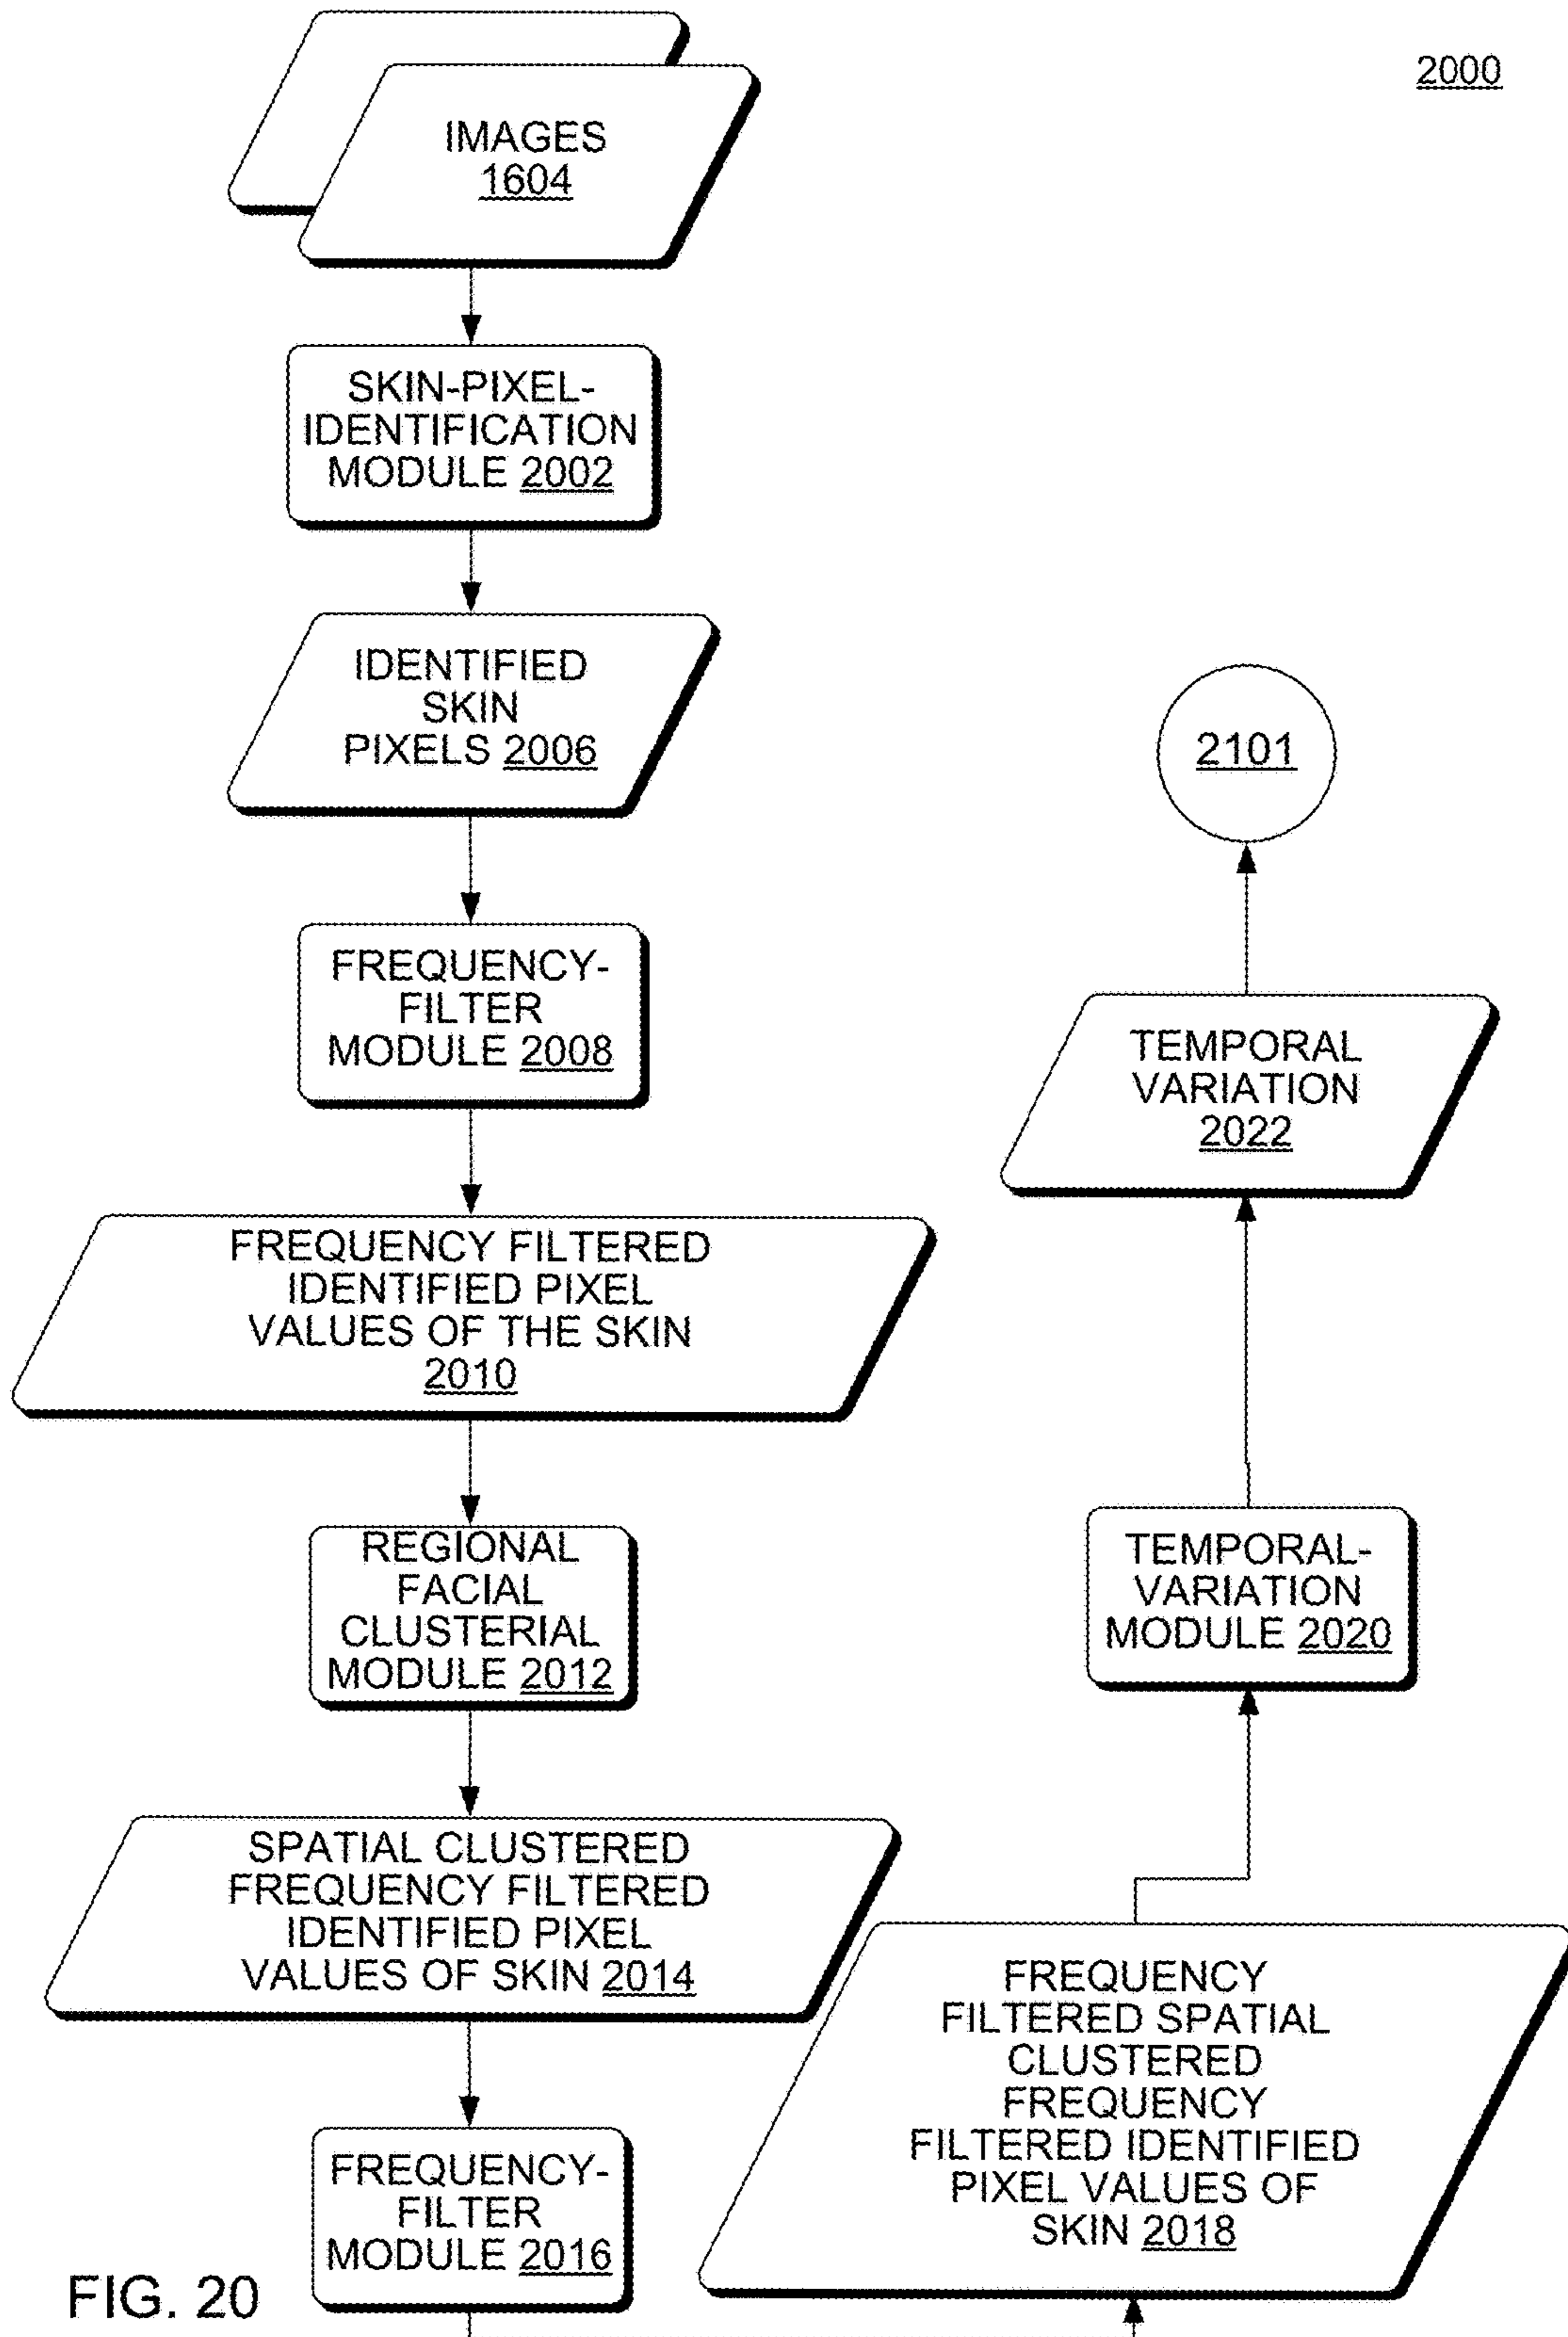 2000
IMAGES
1604
SKIN-PIXEL-
IDENTIFICATION
MODULE 2002
IDENTIFIED
SKIN
PIXELS 2006
FREQUENCY-
FILTER
MODULE 2008
FREQUENCY FILTERED
IDENTIFIED PIXEL
VALUES OF THE SKIN
2010
REGIONAL
FACIAL
CLUSTERIAL
MODULE 2012
SPATIAL CLUSTERED
FREQUENCY FILTERED
IDENTIFIED PIXEL
VALUES OF SKIN 2014
FREQUENCY-
FILTER
MODULE 2016
FREQUENCY
FILTERED SPATIAL
CLUSTERED
FREQUENCY
FILTERED IDENTIFIED
PIXEL VALUES OF
SKIN 2018
TEMPORAL-
VARIATION
MODULE 2020
TEMPORAL
VARIATION
2022
2101
FIG. 20